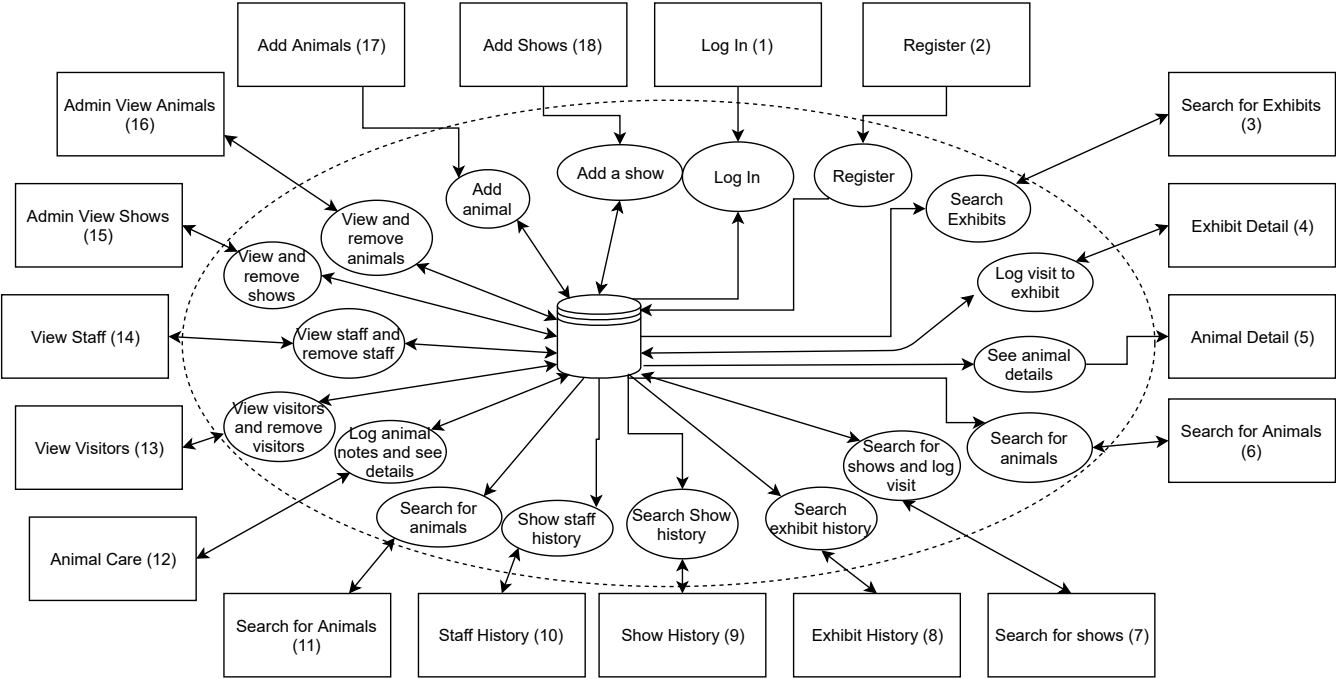 Add Animals (17)
Add Shows (18)
Log In (1)
Register (2)
Admin View Animals
(16)
Search for Exhibits
(3)
Add a show
Log In
Register
Add
animal
Search
Exhibits
Admin View Shows
(15)
View and
remove
animals
Exhibit Detail (4)
View and
remove
shows
Log visit to
exhibit
View Staff (14)
View staff and
remove staff
See animal
details
Animal Detail (5)
View Visitors (13)
View visitors
and remove
visitors
Log animal
notes and see
details
Search for
shows and log
visit
Search for
animals
Search for Animals
(6)
Search for
animals
Show staff
history
Search Show
history
Search
exhibit history
Animal Care (12)
Search for Animals
(11)
Staff History (10)
Show History (9)
Exhibit History (8)
Search for shows (7)